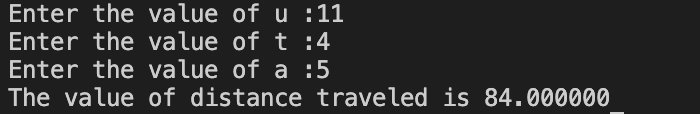 Enter the value of u :11
Enter the value of t :4
Enter the value of a :5
The value of distance traveled is 84.000000